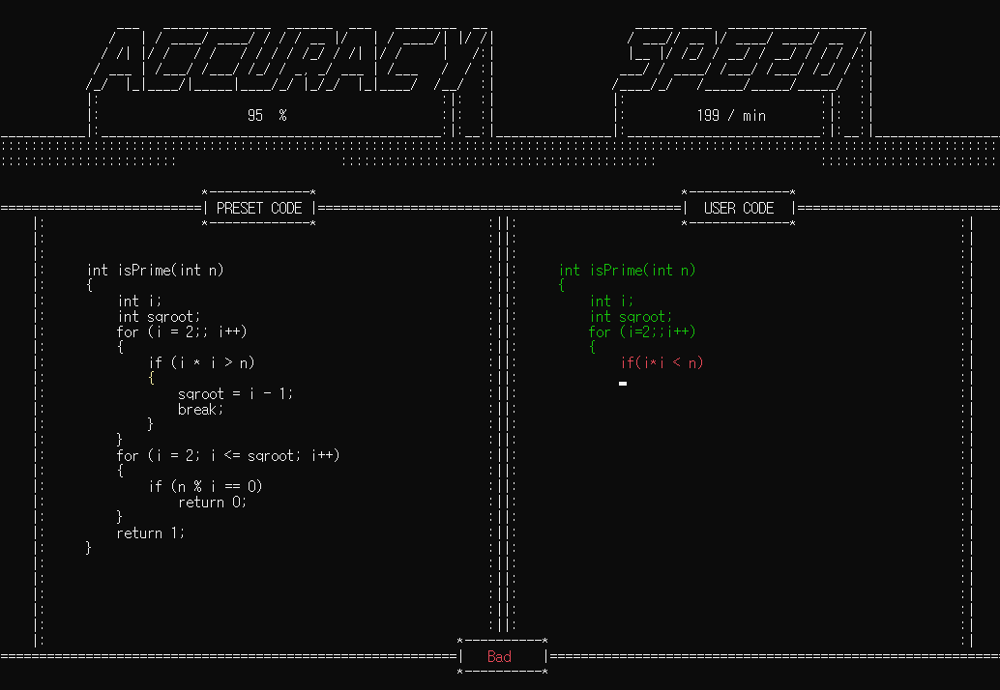 ACCURACY
SPEED
95 %
199 / min
PRESET CODE
USER CODE
int isPrime(int n)
{
    int i;
    int sqroot;
    for (i = 2;; i++)
    {
        if (i * i > n)
        {
            sqroot = i - 1;
            break;
        }
    }
    for (i = 2; i <= sqroot; i++)
    {
        if (n % i == 0)
            return 0;
    }
    return 1;
}
int isPrime(int n)
{
    int i;
    int sqroot;
    for (i=2;;i++)
    {
        if(i*i < n)
Bad